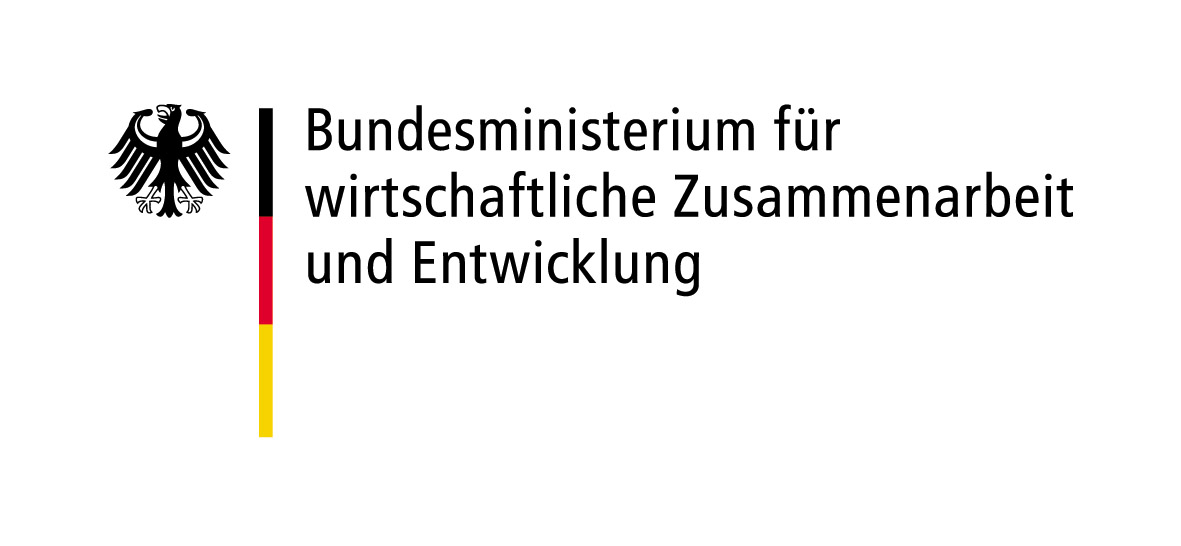 Bundesministerium für
wirtschaftliche Zusammenarbeit
und Entwicklung